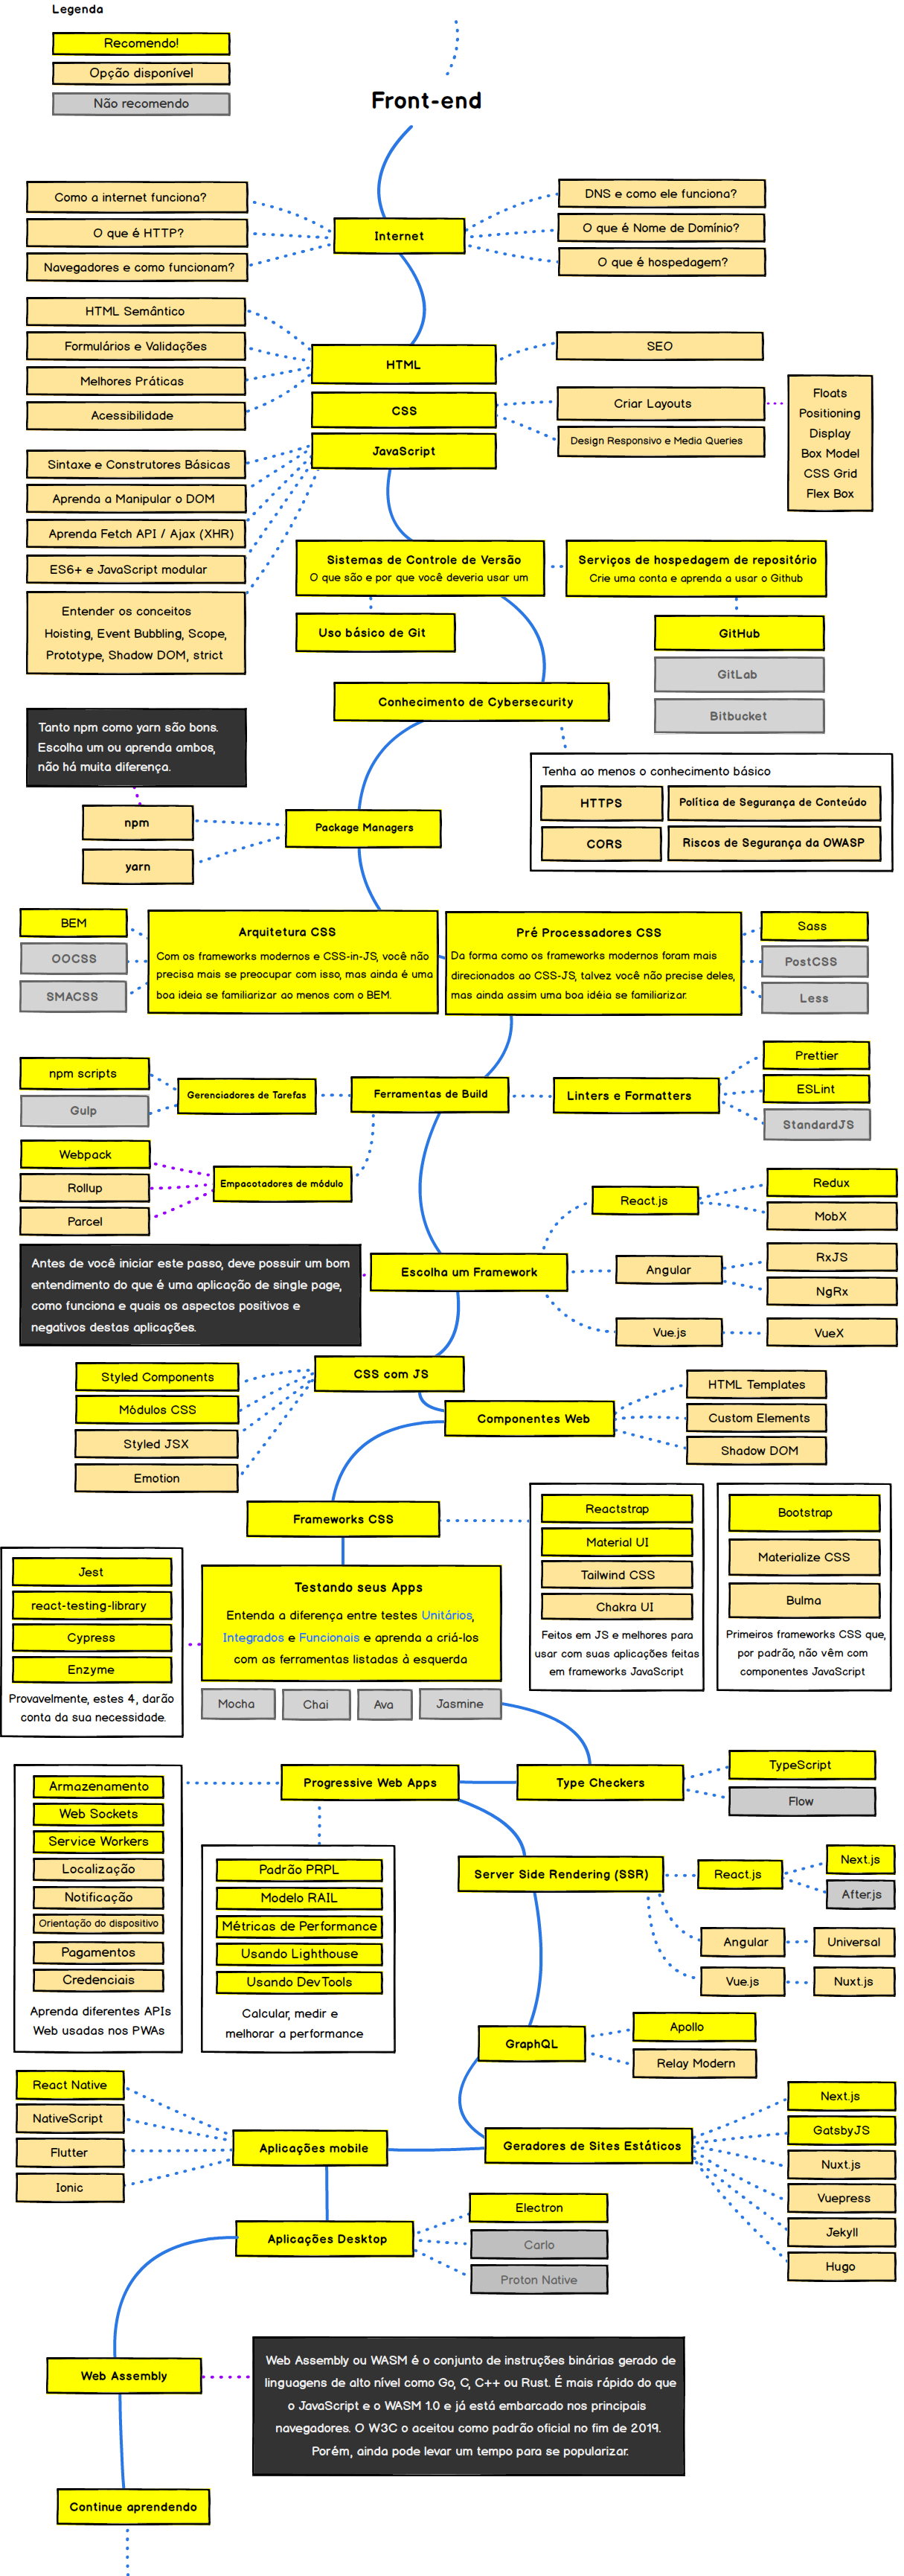 Legenda
Recomendo!
Opção disponível
Não recomendo
Front-end
Como a internet funciona?
O que é HTTP?
Navegadores e como funcionam?
Internet
DNS e como ele funciona?
O que é Nome de Domínio?
O que é hospedagem?
HTML Semântico
Formulários e Validações
Melhores Práticas
Acessibilidade
HTML
SEO
CSS
Criar Layouts
Design Responsivo e Media Queries
Floats
Positioning
Display
Box Model
CSS Grid
Flex Box
JavaScript
Sintaxe e Construtores Básicas
Aprenda a Manipular o DOM
Aprenda Fetch API / Ajax (XHR)
ES6+ e JavaScript modular
Entender os conceitos
Hoisting, Event Bubbling, Scope,
Prototype, Shadow DOM, strict
Sistemas de Controle de Versão
O que são e por que você deveria usar um
Uso básico de Git
Serviços de hospedagem de repositório
Crie uma conta e aprenda a usar o Github
GitHub
GitLab
Bitbucket
Conhecimento de Cybersecurity
Tenha ao menos o conhecimento básico
HTTPS
Política de Segurança de Conteúdo
CORS
Riscos de Segurança da OWASP
Tanto npm como yarn são bons.
Escolha um ou aprenda ambos,
não há muita diferença.
npm
yarn
Package Managers
BEM
OOCSS
SMACSS
Arquitetura CSS
Com os frameworks modernos e CSS-in-JS, você não
precisa mais se preocupar com isso, mas ainda é uma
boa ideia se familiarizar ao menos com o BEM.
Pré Processadores CSS
Da forma como os frameworks modernos foram mais
direcionados ao CSS-JS, talvez você não precise deles,
mas ainda assim uma boa idéia se familiarizar.
Sass
PostCSS
Less
npm scripts
Gulp
Gerenciadores de Tarefas
Ferramentas de Build
Linters e Formatters
Prettier
ESLint
StandardJS
Webpack
Rollup
Parcel
Empacotadores de módulo
Antes de você iniciar este passo, deve possuir um bom
entendimento do que é uma aplicação de single page,
como funciona e quais os aspectos positivos e
negativos destas aplicações.
Escolha um Framework
React.js
Redux
MobX
Angular
RxJS
NgRx
Vue.js
VueX
Styled Components
Módulos CSS
Styled JSX
Emotion
CSS com JS
Componentes Web
HTML Templates
Custom Elements
Shadow DOM
Frameworks CSS
Reactstrap
Material UI
Tailwind CSS
Chakra UI
Feitos em JS e melhores para
usar com suas aplicações feitas
em frameworks JavaScript
Bootstrap
Materialize CSS
Bulma
Primeiros frameworks CSS que,
por padrão, não vêm com
componentes JavaScript
Jest
react-testing-library
Cypress
Enzyme
Provavelmente, estes 4, darão
conta da sua necessidade.
Testando seus Apps
Entenda a diferença entre testes Unitários,
Integrados e Funcionais e aprenda a criá-los
com as ferramentas listadas à esquerda
Mocha
Chai
Ava
Jasmine
Progressive Web Apps
Type Checkers
TypeScript
Flow
Armazenamento
Web Sockets
Service Workers
Localização
Notificação
Orientação do dispositivo
Pagamentos
Credenciais
Aprenda diferentes APIs
Web usadas nos PWAs
Padrão PRPL
Modelo RAIL
Métricas de Performance
Usando Lighthouse
Usando DevTools
Calcular, medir e
melhorar a performance
Server Side Rendering (SSR)
React.js
Next.js
After.js
Angular
Universal
Vue.js
Nuxt.js
GraphQL
Apollo
Relay Modern
React Native
NativeScript
Flutter
Ionic
Aplicações mobile
Geradores de Sites Estáticos
Next.js
GatsbyJS
Nuxt.js
Vuepress
Jekyll
Hugo
Aplicações Desktop
Electron
Carlo
Proton Native
Web Assembly
Web Assembly ou WASM é o conjunto de instruções binárias gerado de
linguagens de alto nível como Go, C, C++ ou Rust. É mais rápido do que
o JavaScript e o WASM 1.0 e já está embarcado nos principais
navegadores. O W3C o aceitou como padrão oficial no fim de 2019.
Porém, ainda pode levar um tempo para se popularizar.
Continue aprendendo